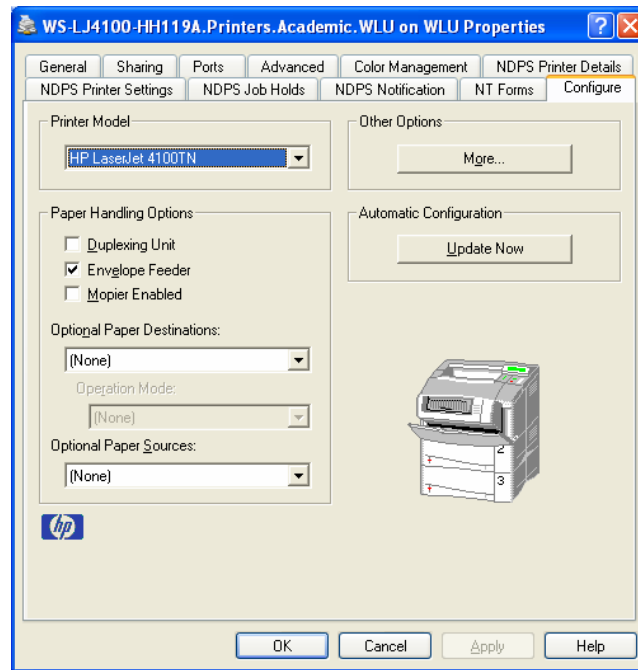 WS-LJ4100-HH119A.Printers.Academic.WLU on WLU Properties
General Sharing Ports Advanced Color Management NDPS Printer Details
NDPS Printer Settings NDPS Job Holds NDPS Notification NT Forms Configure
Printer Model
HP LaserJet 4100TN
Other Options
More...
Paper Handling Options
Duplexing Unit
Envelope Feeder
Mopier Enabled
Automatic Configuration
Update Now
Optional Paper Destinations:
(None)
Operation Mode:
(None)
Optional Paper Sources:
(None)
2
3
hp
OK Cancel Apply Help